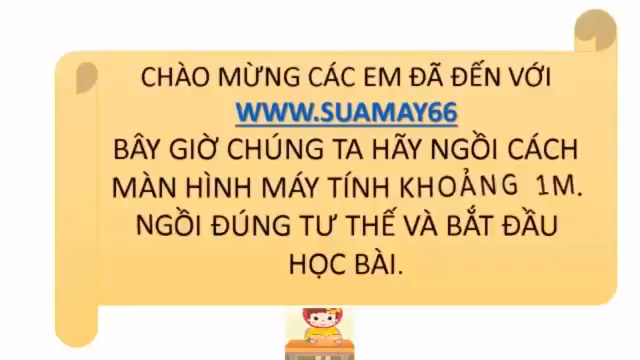 CHÀO MỪNG CÁC EM ĐÃ ĐẾN VỚI
WWW.SUAMAY66
BÂY GIỜ CHÚNG TA HÃY NGỒI CÁCH
MÀN HÌNH MÁY TÍNH KHOẢNG 1M.
NGỒI ĐÚNG TƯ THẾ VÀ BẮT ĐẦU
HỌC BÀI.